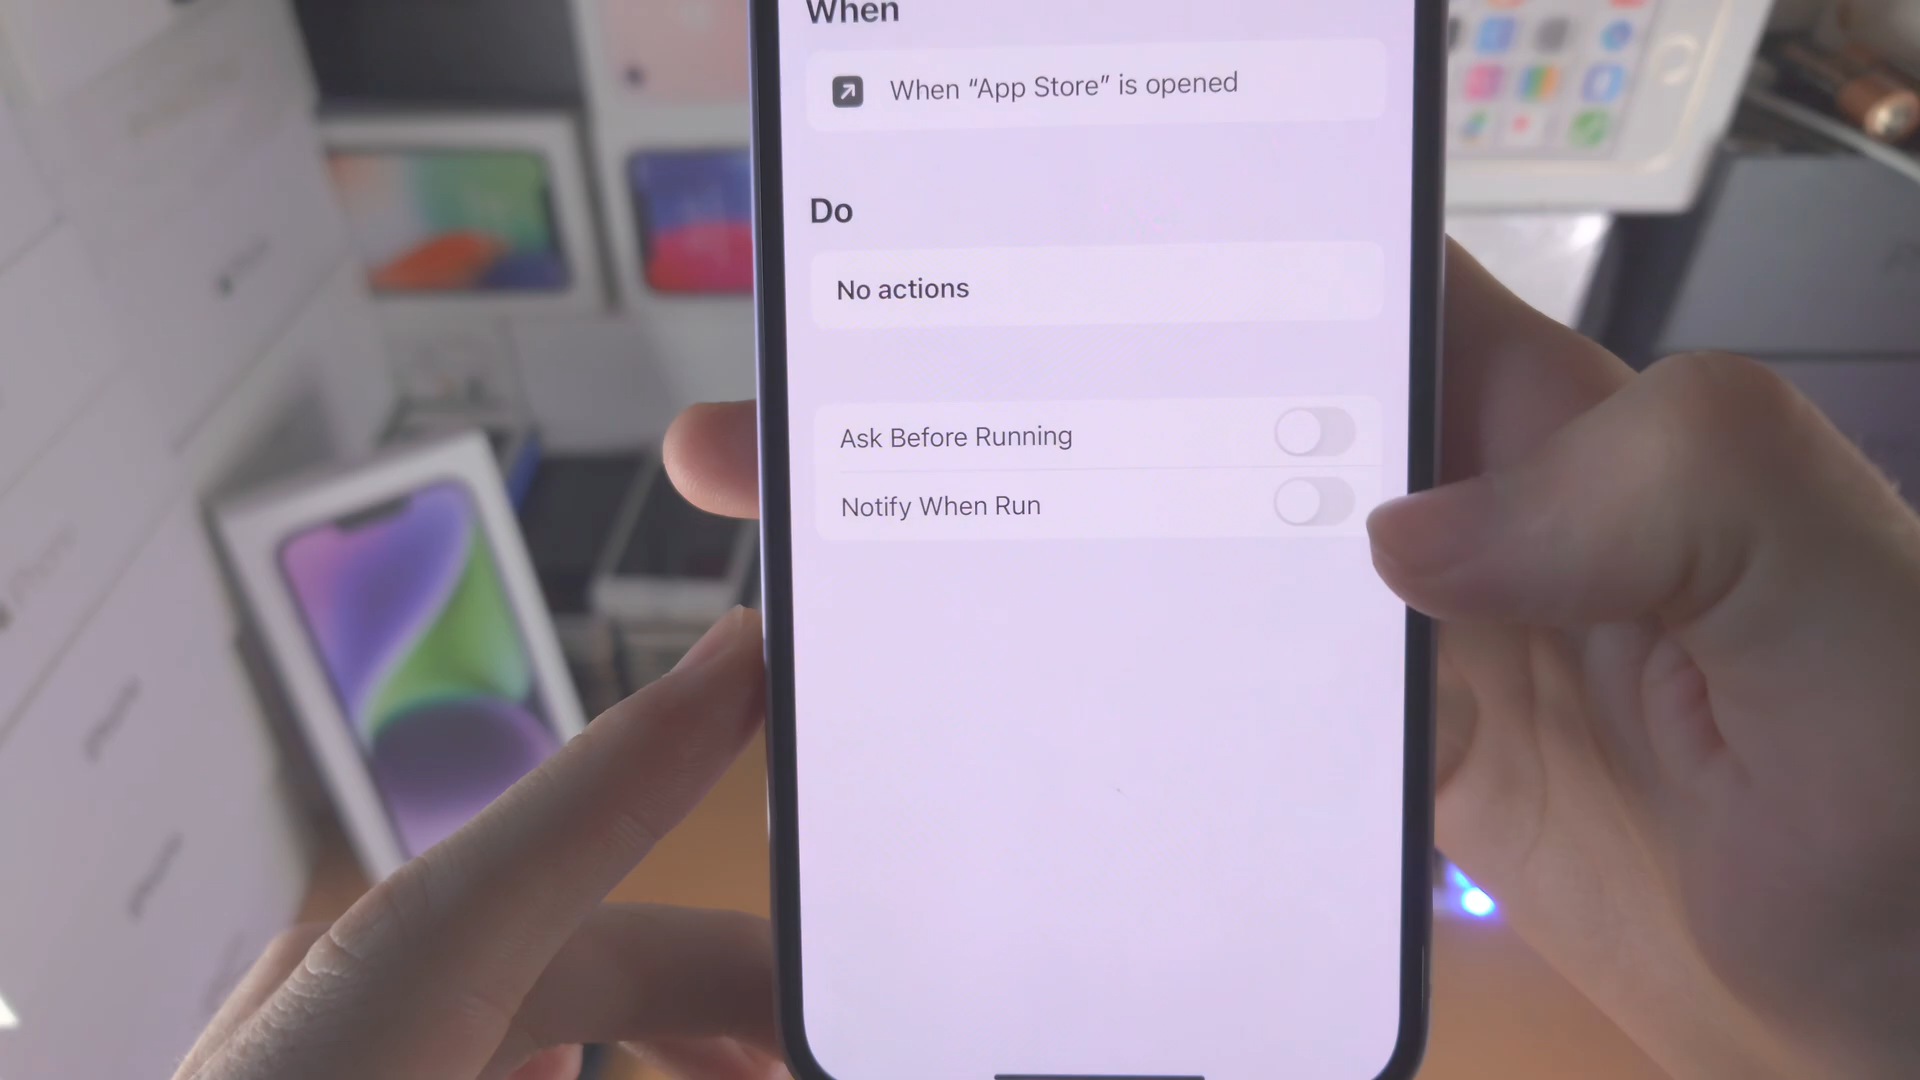 When
When “App Store” is opened
Do
No actions
Ask Before Running
Notify When Run